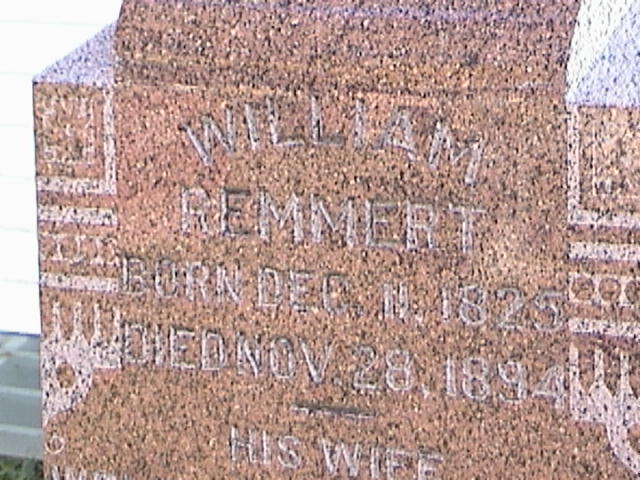 WILLIAM
REMMERT
BORN DEC. 11, 1825
DIED NOV. 28, 1894
HIS WIFE